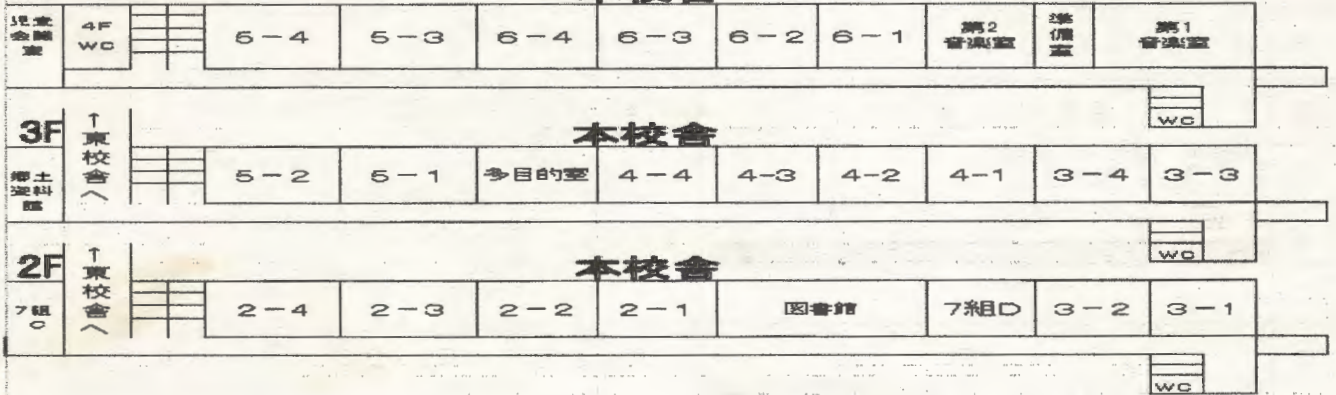 本校舎
児童会議室 4F WC 5-4 5-3 6-4 6-3 6-2 6-1 第2音楽室 準備室 第1音楽室
WC
3F ↑東校舎へ 本校舎
郷土資料館 5-2 5-1 多目的室 4-4 4-3 4-2 4-1 3-4 3-3
WC
2F ↑東校舎へ 本校舎
7組C 2-4 2-3 2-2 2-1 図書館 7組D 3-2 3-1
WC